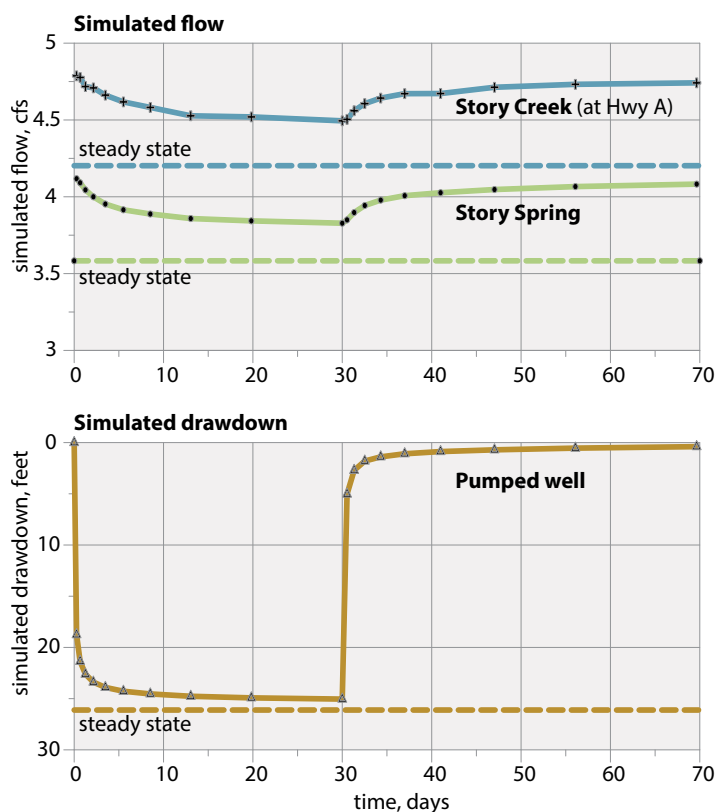 Simulated flow
5
4.5
4
3.5
3
simulated flow, cfs
Story Creek (at Hwy A)
steady state
Story Spring
steady state
0 10 20 30 40 50 60 70
Simulated drawdown
0
10
20
30
simulated drawdown, feet
Pumped well
steady state
0 10 20 30 40 50 60 70
time, days